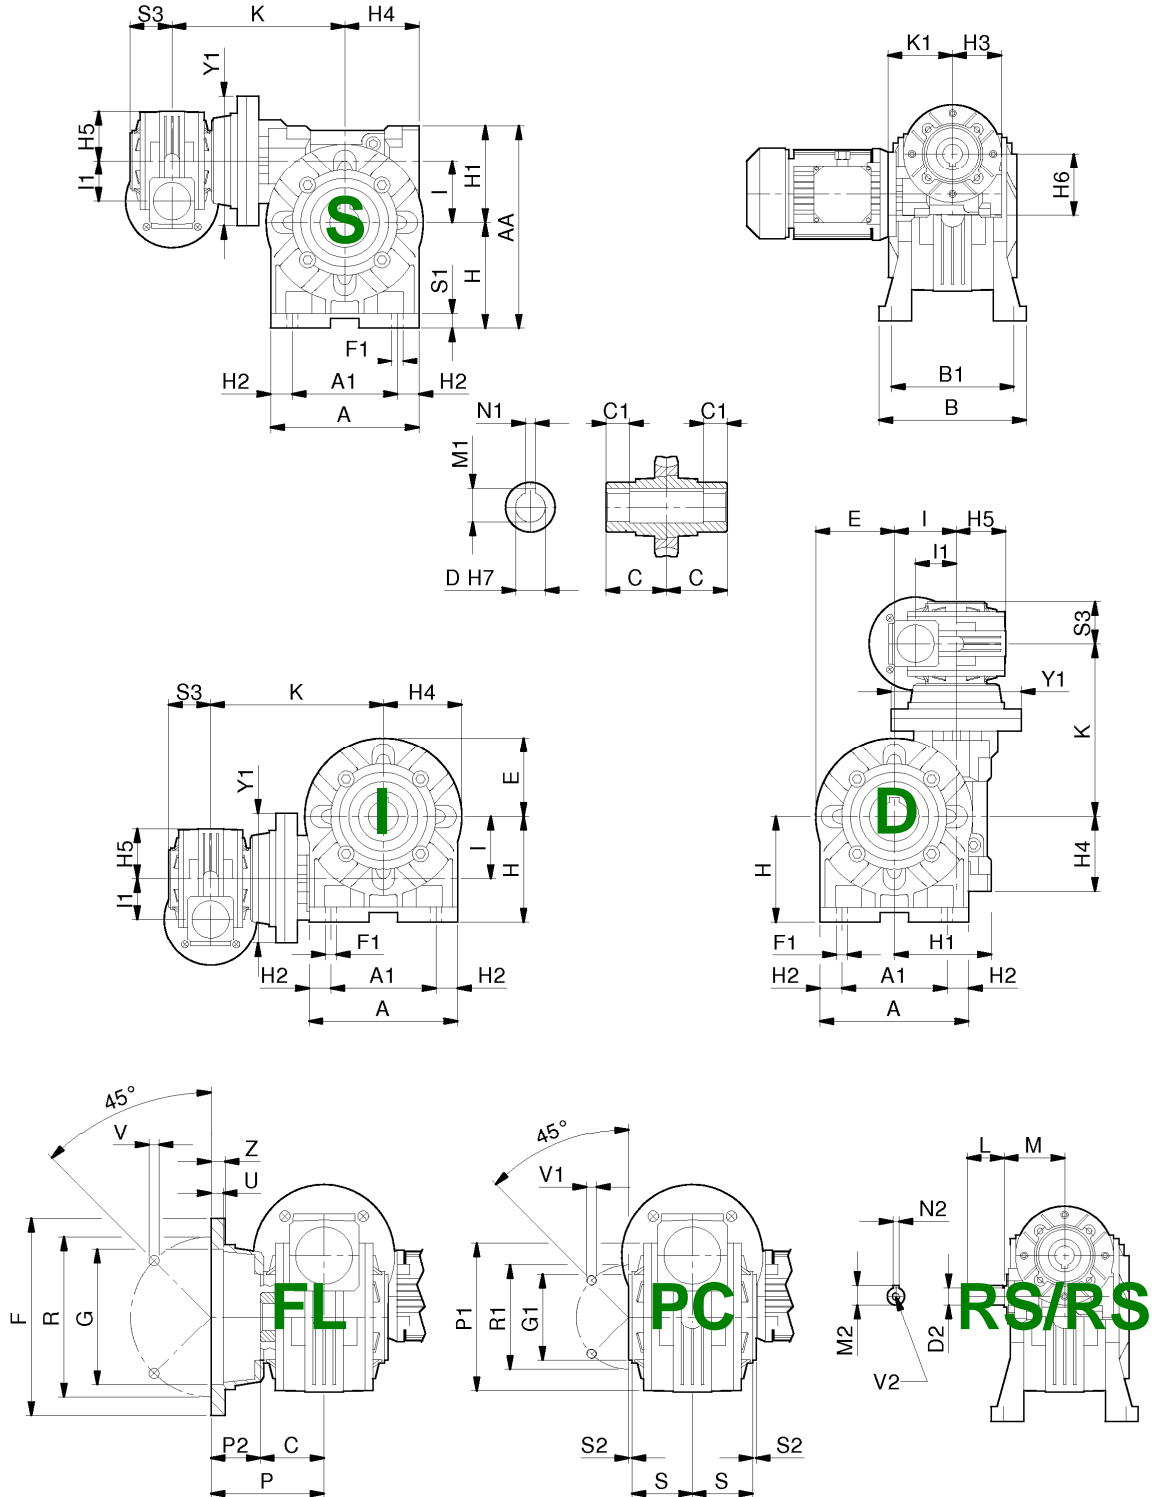 S3 K H4
Y1
H5
I1
S
I
H1
AA
H
S1
F1
H2 A1 H2
A
K1 H3
H6
B1
B
N1
M1
D H7
C1 C1
C C
E I H5
I1
S3
Y1
K
D
H
H4
F1
H1
H2 A1 H2
A
S3 K H4
Y1
E
I
H5
I1
I
H
F1
H2 A1 H2
A
45°
V
Z
U
F
R
G
FL
P2 C
P
45°
V1
P1
R1
G1
PC
S2 S2
S S
L M
N2
M2
D2
RS/RS
V2